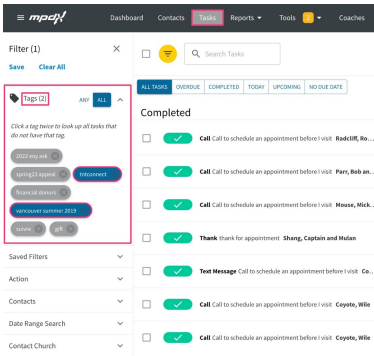 mpdx
Dashboard Contacts Tasks Reports Tools 2 Coaches
Filter (1)
Save Clear All
Search Tasks
Tags (2) ANY ALL
Click a tag twice to look up all tasks that
do not have that tag.
2022 eoy ask
spring23 appeal tntconnect
financial donors
vancouver summer 2019
survee gift
Saved Filters
Action
Contacts
Date Range Search
Contact Church
ALL TASKS OVERDUE COMPLETED TODAY UPCOMING NO DUE DATE
Completed
Call Call to schedule an appointment before I visit Radcliff, Ro...
Call Call to schedule an appointment before I visit Parr, Bob an...
Call Call to schedule an appointment before I visit Mouse, Mick...
Thank thank for appointment Shang, Captain and Mulan
Text Message Call to schedule an appointment before I visit Co...
Call Call to schedule an appointment before I visit Coyote, Wile
Call Call to schedule an appointment before I visit Coyote, Wile